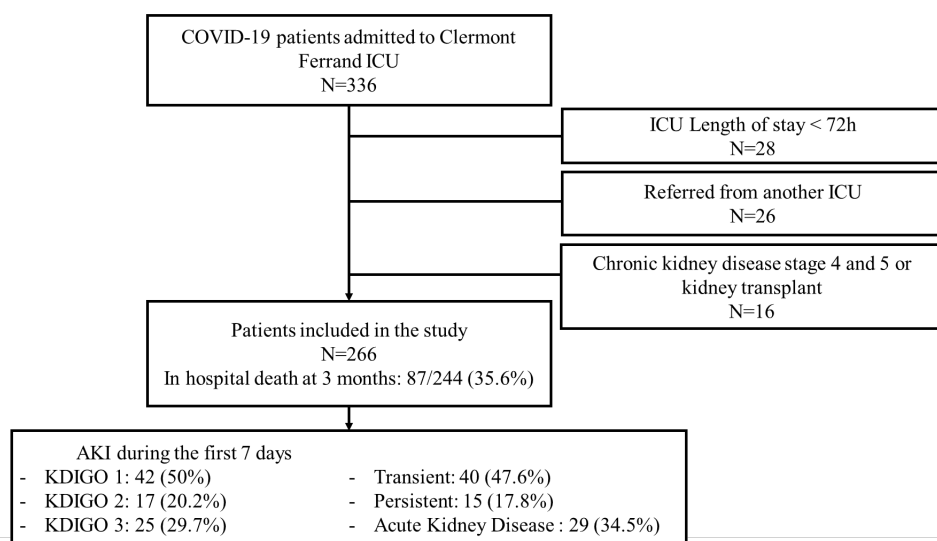 COVID-19 patients admitted to Clermont
Ferrand ICU
N=336
ICU Length of stay < 72h
N=28
Referred from another ICU
N=26
Chronic kidney disease stage 4 and 5 or
kidney transplant
N=16
Patients included in the study
N=266
In hospital death at 3 months: 87/244 (35.6%)
AKI during the first 7 days
- KDIGO 1: 42 (50%)
- KDIGO 2: 17 (20.2%)
- KDIGO 3: 25 (29.7%)
- Transient: 40 (47.6%)
- Persistent: 15 (17.8%)
- Acute Kidney Disease : 29 (34.5%)